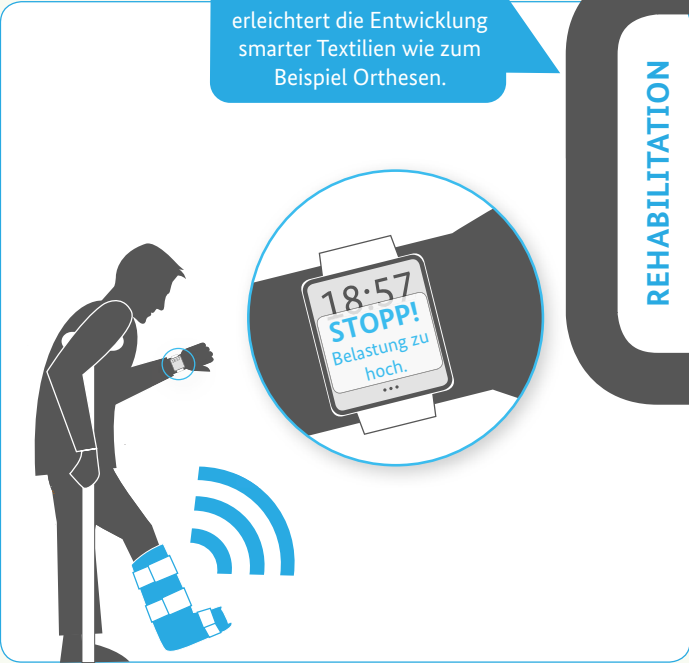 erleichtert die Entwicklung
smarter Textilien wie zum
Beispiel Orthesen.
REHABILITATION
18:57
STOPP!
Belastung zu
hoch.